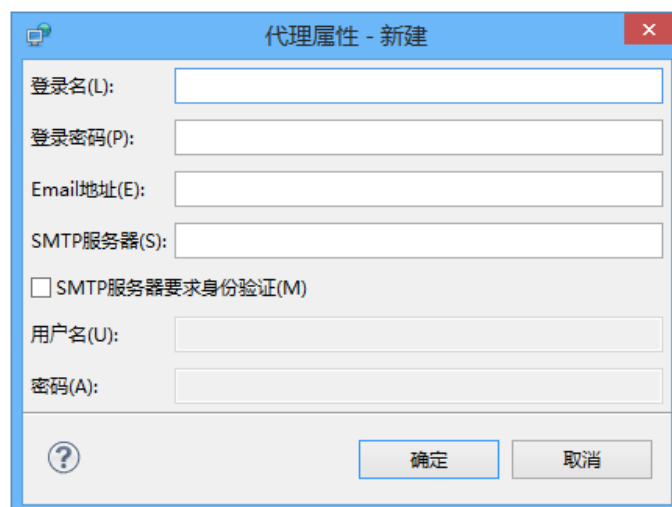 代理属性 - 新建
登录名(L):
登录密码(P):
Email地址(E):
SMTP服务器(S):
SMTP服务器要求身份验证(M)
用户名(U):
密码(A):
确定 取消